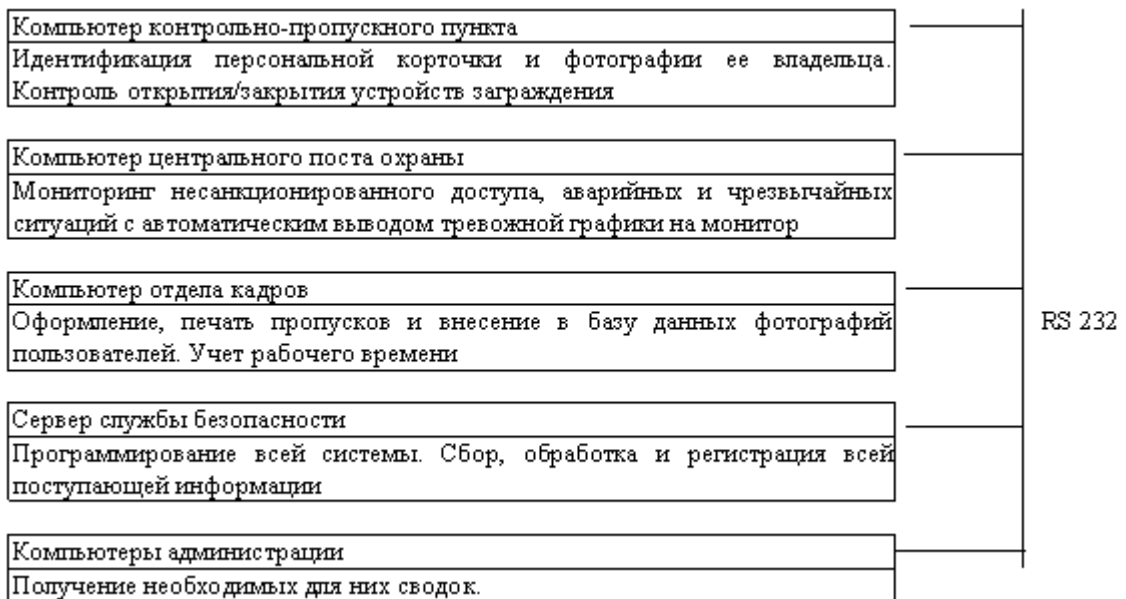 Компьютер контрольно-пропускного пункта
Идентификация персональной корточки и фотографии ее владельца.
Контроль открытия/закрытия устройств заграждения
Компьютер центрального поста охраны
Мониторинг несанкционированного доступа, аварийных и чрезвычайных
ситуаций с автоматическим выводом тревожной графики на монитор
Компьютер отдела кадров
Оформление, печать пропусков и внесение в базу данных фотографий
пользователей. Учет рабочего времени
RS 232
Сервер службы безопасности
Программирование всей системы. Сбор, обработка и регистрация всей
поступающей информации
Компьютеры администрации
Получение необходимых для них сводок.